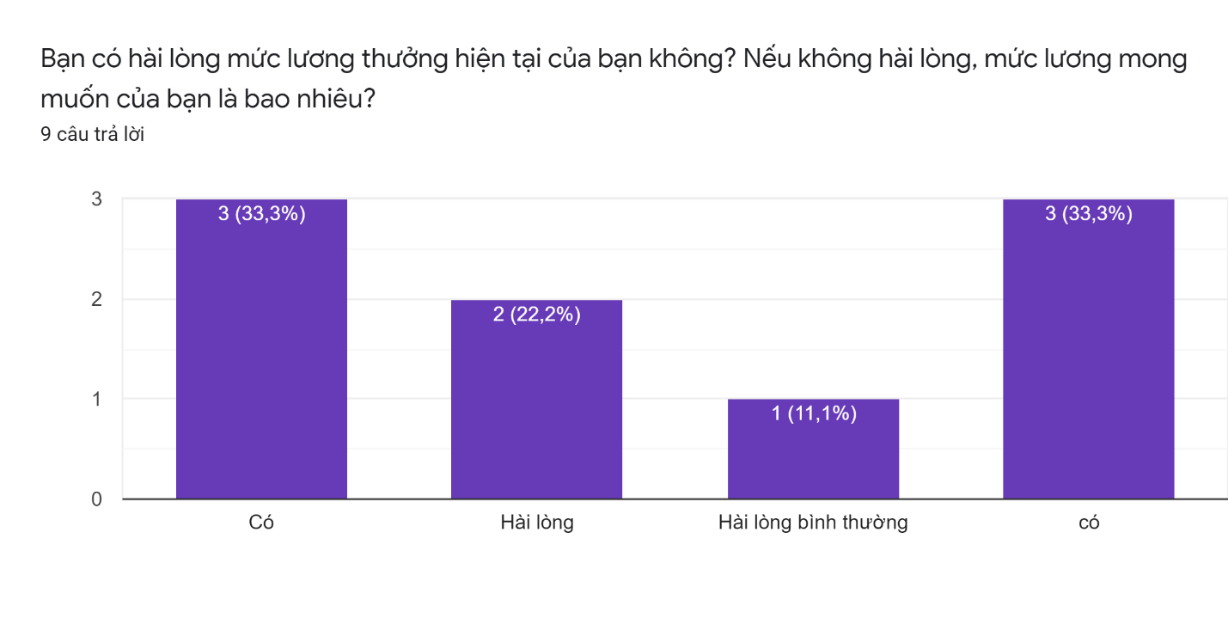 Bạn có hài lòng mức lương thưởng hiện tại của bạn không? Nếu không hài lòng, mức lương mong
muốn của bạn là bao nhiêu?
9 câu trả lời
3
3 (33,3%)
3 (33,3%)
2
2 (22,2%)
1
1 (11,1%)
0
Có
Hài lòng
Hài lòng bình thường
có